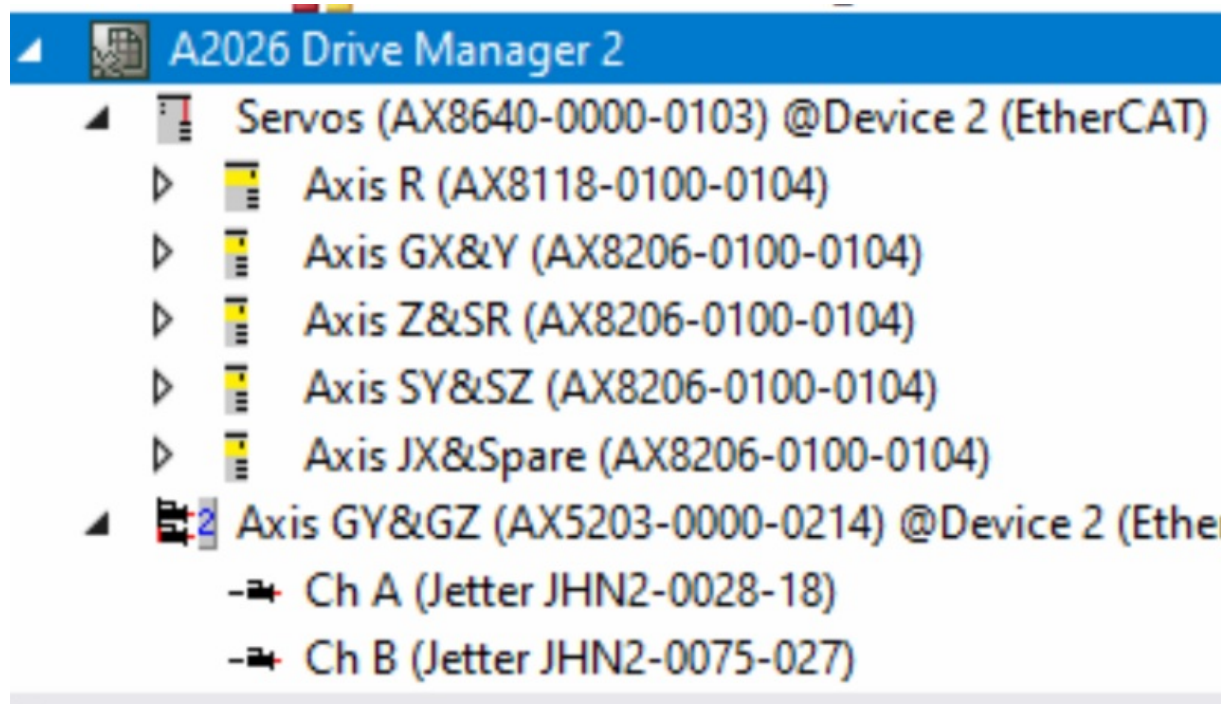 A2026 Drive Manager 2
Servos (AX8640-0000-0103) @Device 2 (EtherCAT)
Axis R (AX8118-0100-0104)
Axis GX&Y (AX8206-0100-0104)
Axis Z&SR (AX8206-0100-0104)
Axis SY&SZ (AX8206-0100-0104)
Axis JX&Spare (AX8206-0100-0104)
2 Axis GY&GZ (AX5203-0000-0214) @Device 2 (Ether
Ch A (Jetter JHN2-0028-18)
Ch B (Jetter JHN2-0075-027)